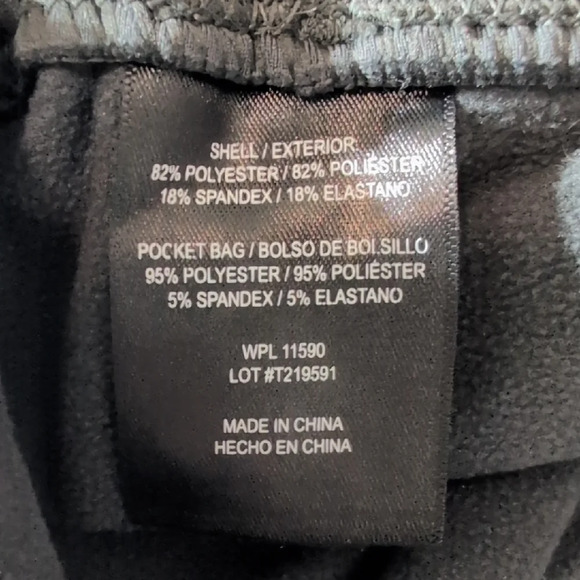 SHELL / EXTERIOR
82% POLYESTER / 82% POLIÉSTER
18% SPANDEX / 18% ELASTANO
POCKET BAG / BOLSO DE BOLSILLO
95% POLYESTER / 95% POLIÉSTER
5% SPANDEX / 5% ELASTANO
WPL 11590
LOT #T219591
MADE IN CHINA
HECHO EN CHINA